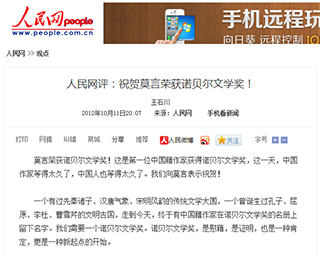 人民网people
www.people.com.cn
手机远程玩
向日葵 远程控制 IO
人民网 >> 观点
人民网评：祝贺莫言荣获诺贝尔文学奖！
王石川
2012年10月11日20:07 来源：人民网 手机看新闻
打印 网摘 纠错 商城 分享 推荐 人民微博 关注 字号
莫言荣获诺贝尔文学奖！这是第一位中国籍作家获得诺贝尔文学奖，这一天，中国
作家等得太久了，中国人也等得太久了。我们向莫言表示祝贺！
一个有过先秦诸子、汉唐气象、宋明风韵的传统文学大国，一个曾诞生过孔子、屈
原、李杜、曹雪芹的文明古国，走到今天，终于有中国籍作家在诺贝尔文学奖的名册上
留下名字。我们需要一个诺贝尔文学奖。诺贝尔文学奖，是慰藉，是证明，也是一种肯
定，更是一种新起点的开始。